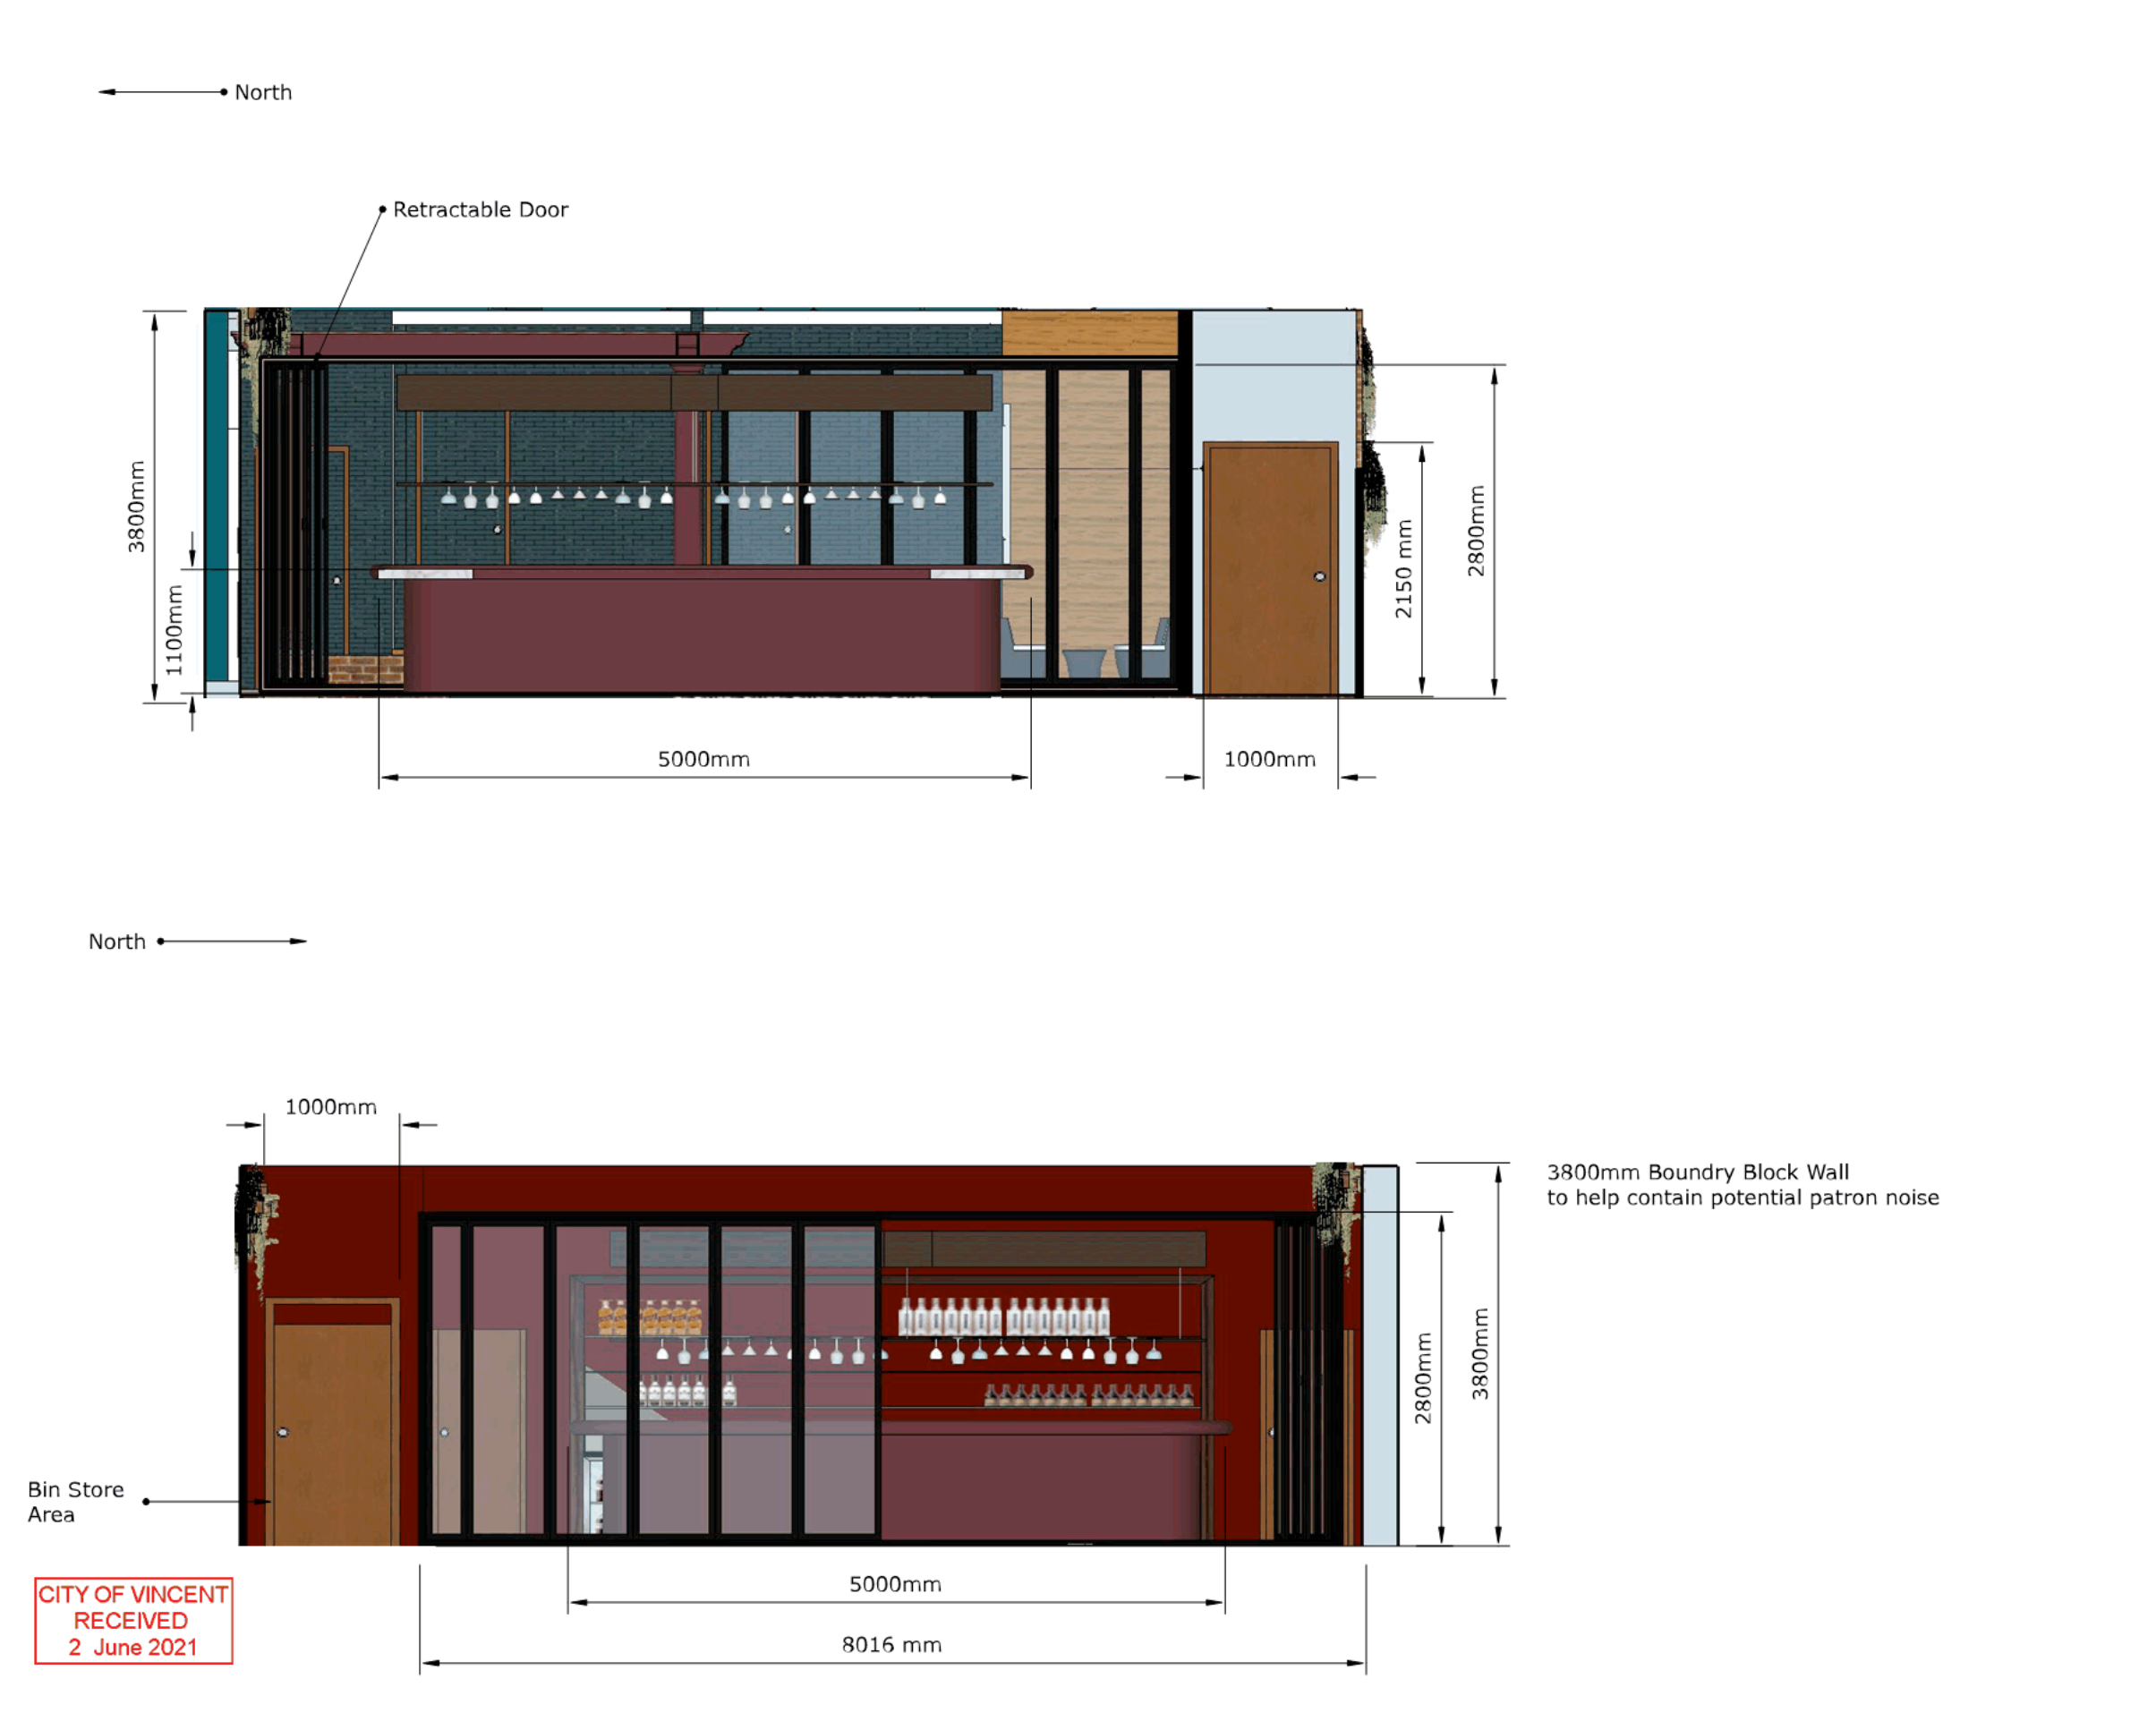 North
Retractable Door
3800mm
1100mm
2150 mm
2800mm
5000mm
1000mm
North
1000mm
3800mm Boundry Block Wall
to help contain potential patron noise
2800mm
3800mm
Bin Store
Area
5000mm
8016 mm
CITY OF VINCENT
RECEIVED
2 June 2021